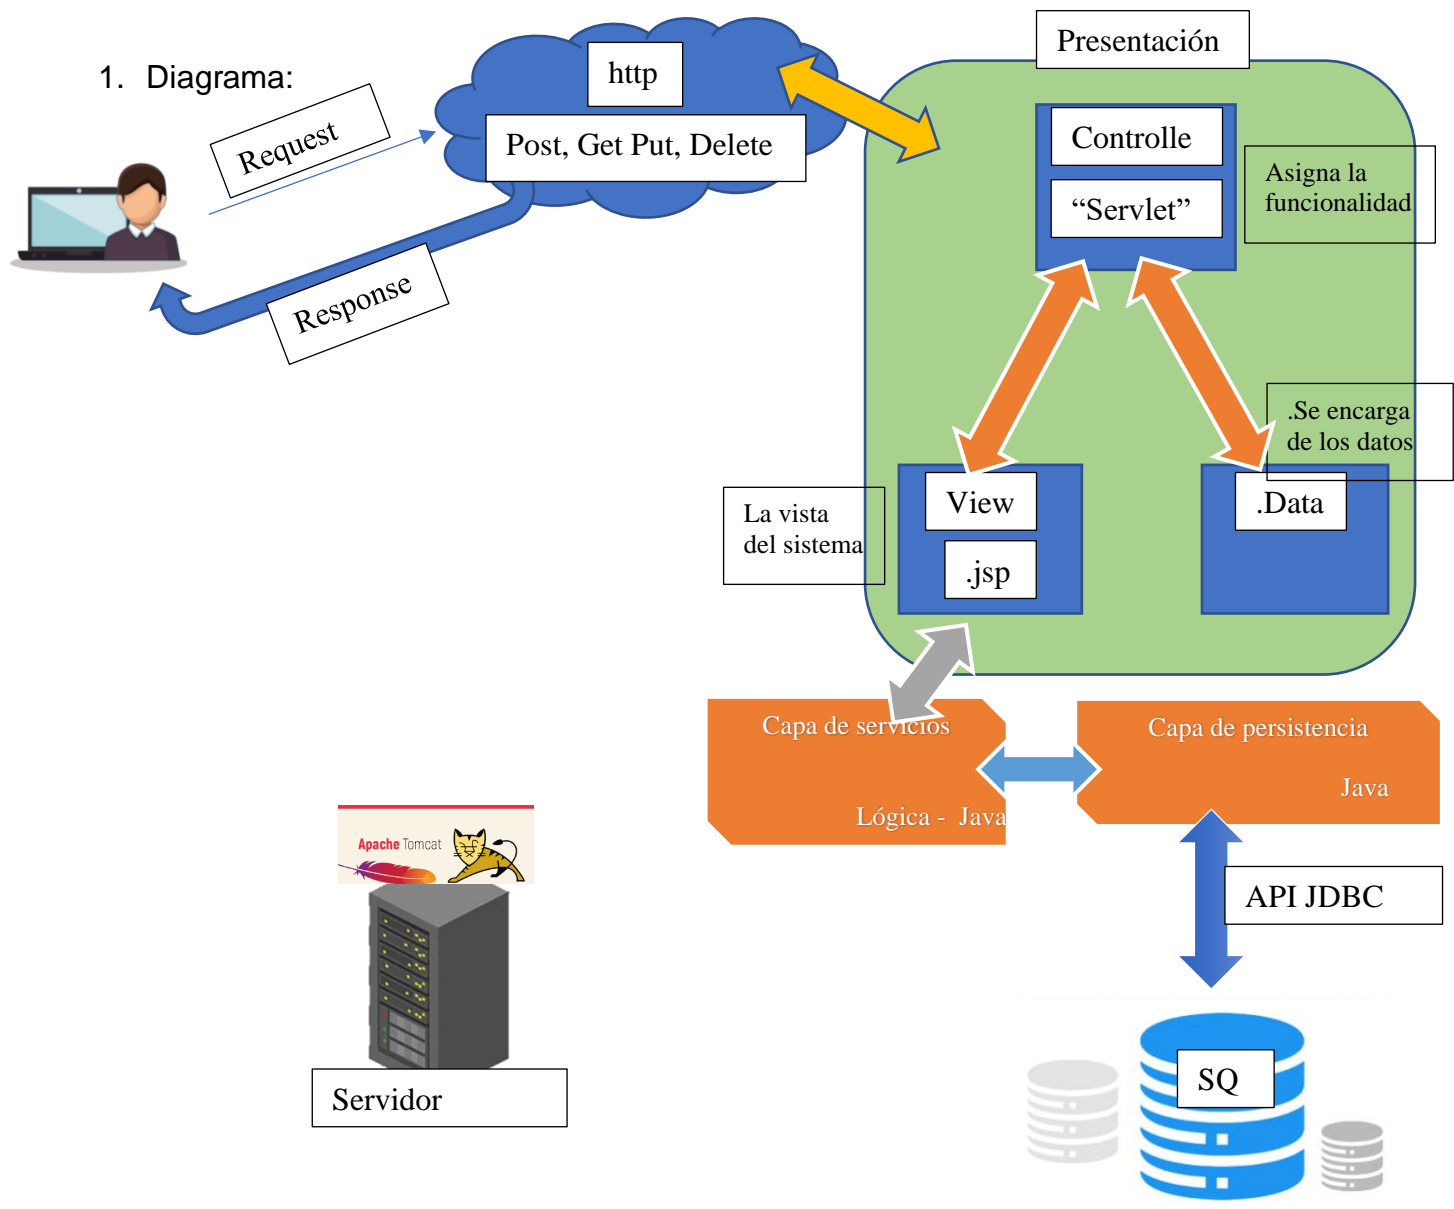 1. Diagrama:
Request
Response
http
Post, Get Put, Delete
Presentación
Controlle
“Servlet”
Asigna la
funcionalidad
.Se encarga
de los datos
View
.jsp
La vista
del sistema
.Data
Capa de servicios
Lógica - Java
Capa de persistencia
Java
API JDBC
Apache Tomcat
Servidor
SQ